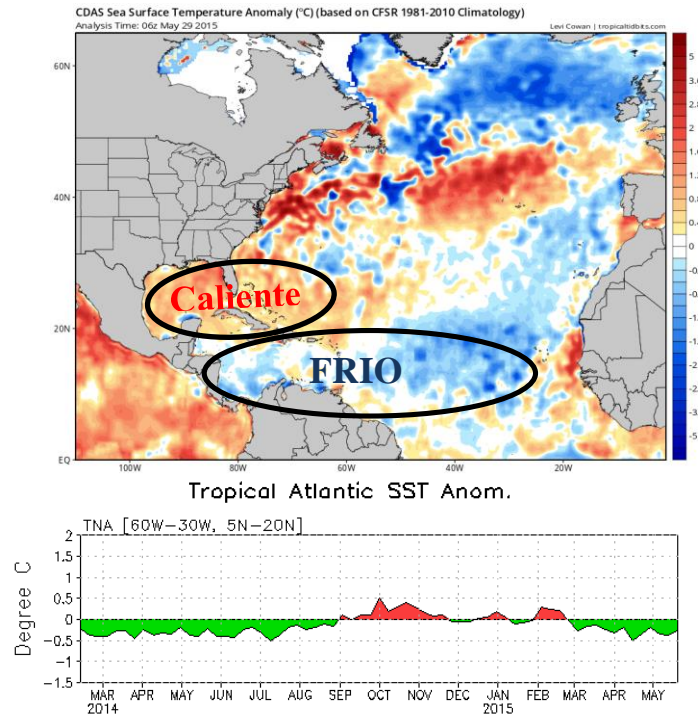 CDAS Sea Surface Temperature Anomaly (°C) (based on CFSR 1981-2010 Climatology)
Analysis Time: 06z May 29 2015
Levi Cowan | tropicaltidbits.com
60N
40N
20N
EQ
100W 80W 60W 40W 20W
Caliente
FRIO
5
Tropical Atlantic SST Anom.
TNA [60W-30W, 5N-20N]
Degree C
2
1.5
1
0.5
0
-0.5
-1
-1.5
MAR APR MAY JUN JUL AUG SEP OCT NOV DEC JAN FEB MAR APR MAY
2014 2015